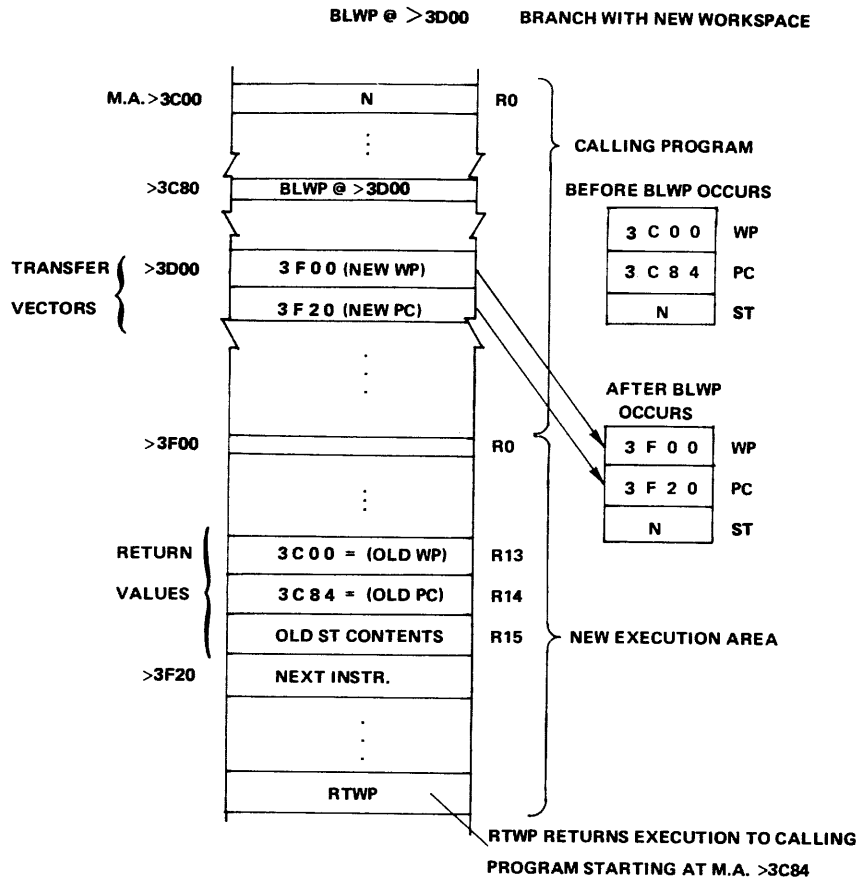 BLWP @ >3D00 BRANCH WITH NEW WORKSPACE
M.A. >3C00 N R0
CALLING PROGRAM
>3C80 BLWP @ >3D00
BEFORE BLWP OCCURS
3 C 0 0 WP
3 C 8 4 PC
N ST
TRANSFER VECTORS
>3D00 3 F 0 0 (NEW WP)
3 F 2 0 (NEW PC)
AFTER BLWP
OCCURS
3 F 0 0 WP
3 F 2 0 PC
N ST
>3F00 R0
RETURN
VALUES
3 C 0 0 = (OLD WP) R13
3 C 8 4 = (OLD PC) R14
OLD ST CONTENTS R15
NEW EXECUTION AREA
>3F20 NEXT INSTR.
RTWP
RTWP RETURNS EXECUTION TO CALLING
PROGRAM STARTING AT M.A. >3C84